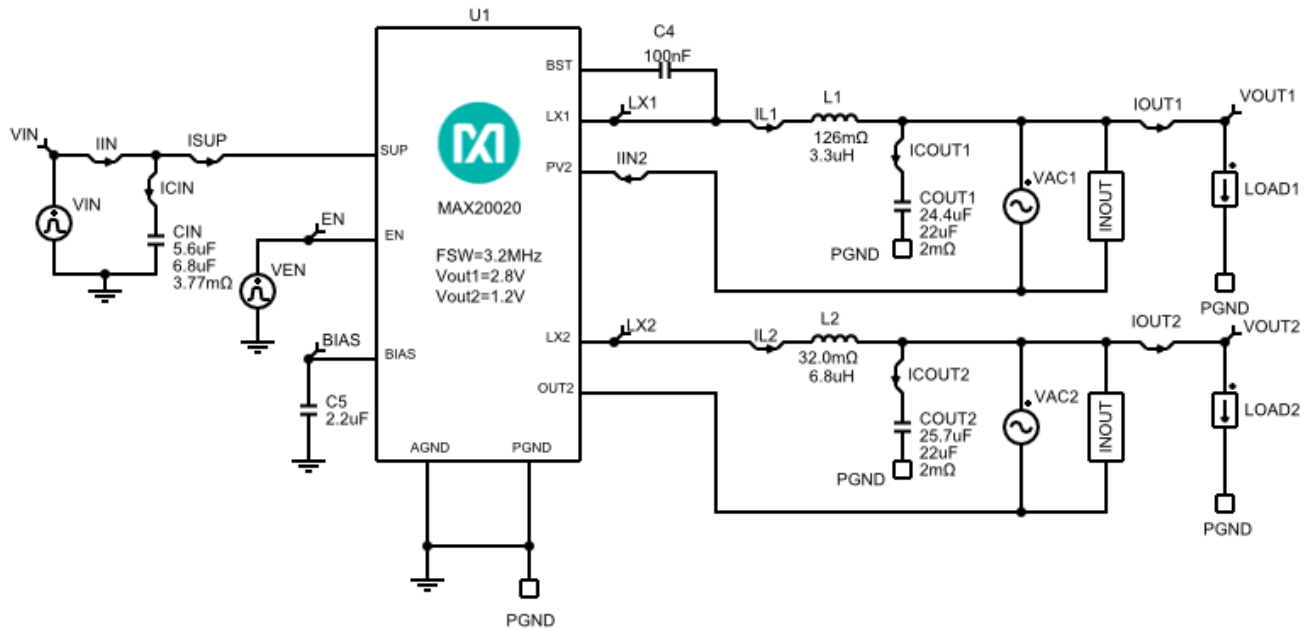 U1
C4
100nF
BST
LX1
LX1
IL1
L1
126mΩ
3.3uH
IOUT1
VOUT1
VIN
IIN
ISUP
SUP
PV2
IIN2
ICOUT1
ICIN
VIN
MAX20020
COUT1
24.4uF
22uF
2mΩ
PGND
VAC1
INOUT
LOAD1
CIN
5.6uF
6.8uF
3.77mΩ
EN
EN
VEN
FSW=3.2MHz
Vout1=2.8V
Vout2=1.2V
PGND
LX2
LX2
IL2
L2
32.0mΩ
6.8uH
IOUT2
VOUT2
BIAS
BIAS
OUT2
ICOUT2
C5
2.2uF
COUT2
25.7uF
22uF
2mΩ
PGND
VAC2
INOUT
LOAD2
AGND
PGND
PGND
PGND